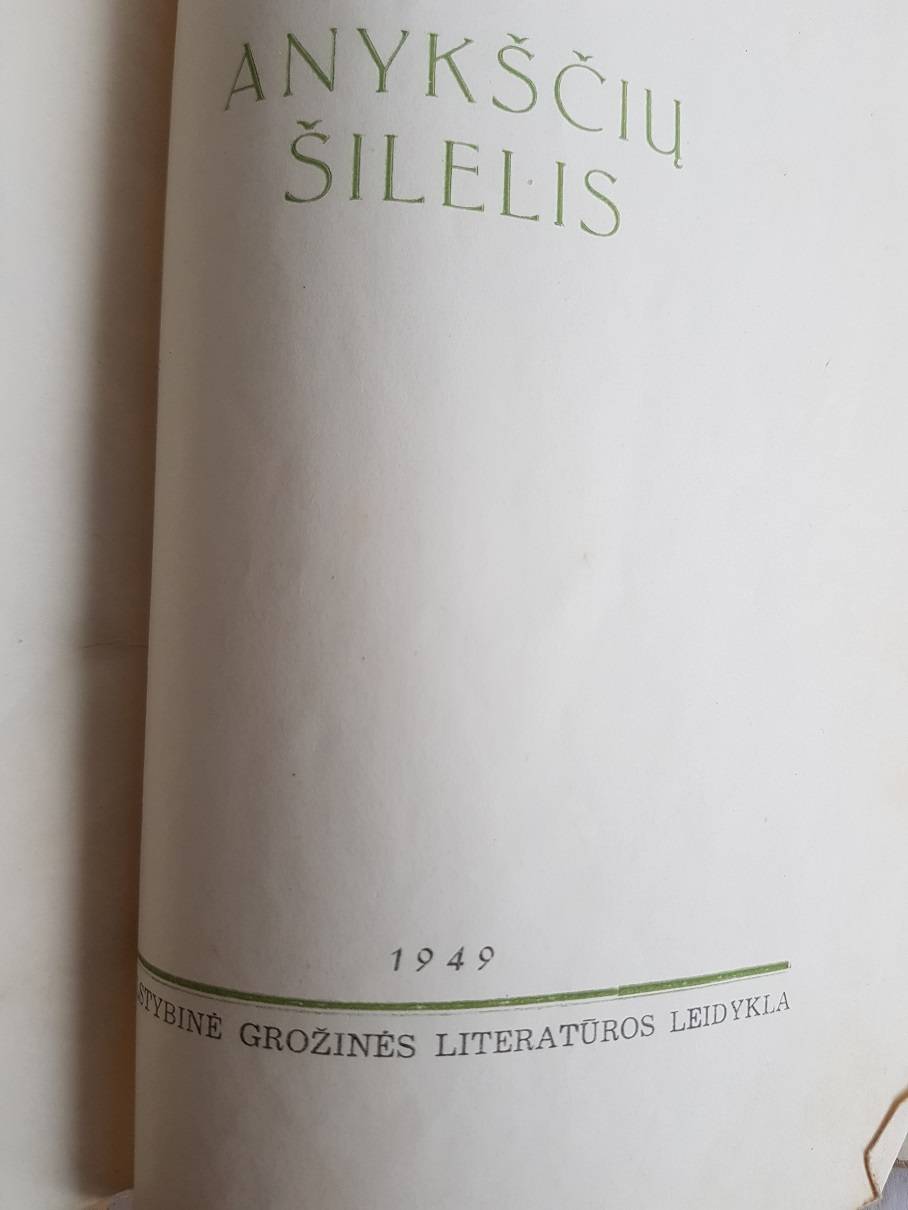 ANYKŠČIŲ
ŠILELIS
1949
GROŽINĖS LITERATŪROS LEIDYKLA